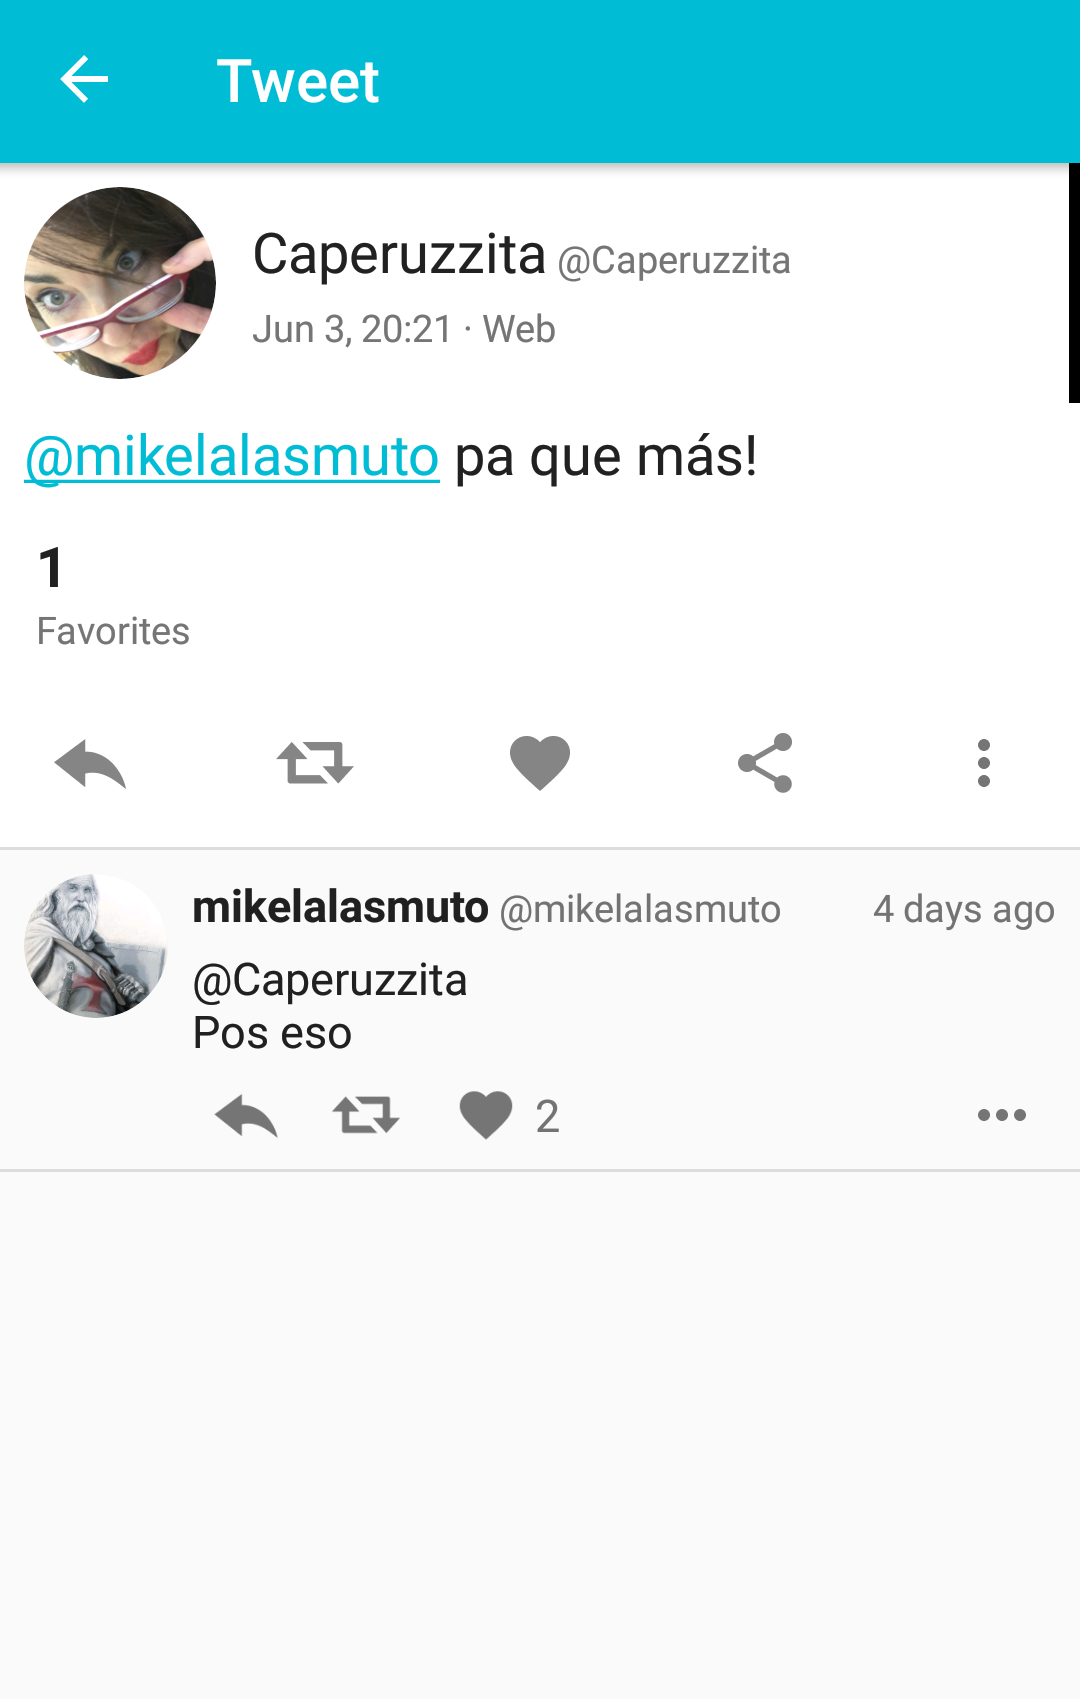 Tweet
Caperuzzita @Caperuzzita
Jun 3, 20:21 · Web
@mikelalasmuto pa que más!
1
Favorites
mikelalasmuto @mikelalasmuto 4 days ago
@Caperuzzita
Pos eso
2